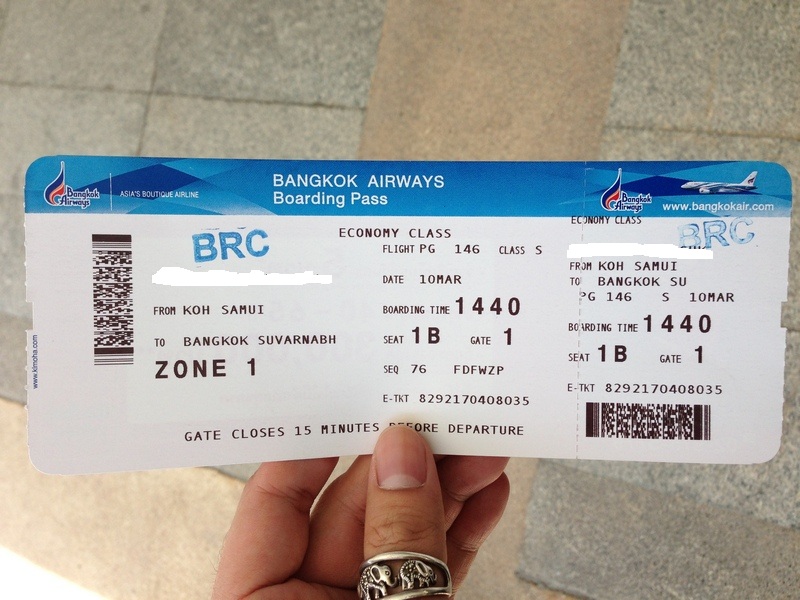 Bangkok Airways
ASIA'S BOUTIQUE AIRLINE
BANGKOK AIRWAYS
Boarding Pass
BRC
ECONOMY CLASS
FLIGHT PG 146 CLASS S
DATE 10MAR
FROM KOH SAMUI
BOARDING TIME 1440
TO BANGKOK SUVARNABH
SEAT 1B GATE 1
ZONE 1
SEQ 76 FDFWZP
E-TKT 8292170408035
GATE CLOSES 15 MINUTES BEFORE DEPARTURE
Bangkok Airways
www.bangkokair.com
ECONOMY CLASS
BRC
FROM KOH SAMUI
TO BANGKOK SU
PG 146 S 10MAR
BOARDING TIME 1440
SEAT 1B GATE 1
E-TKT 8292170408035